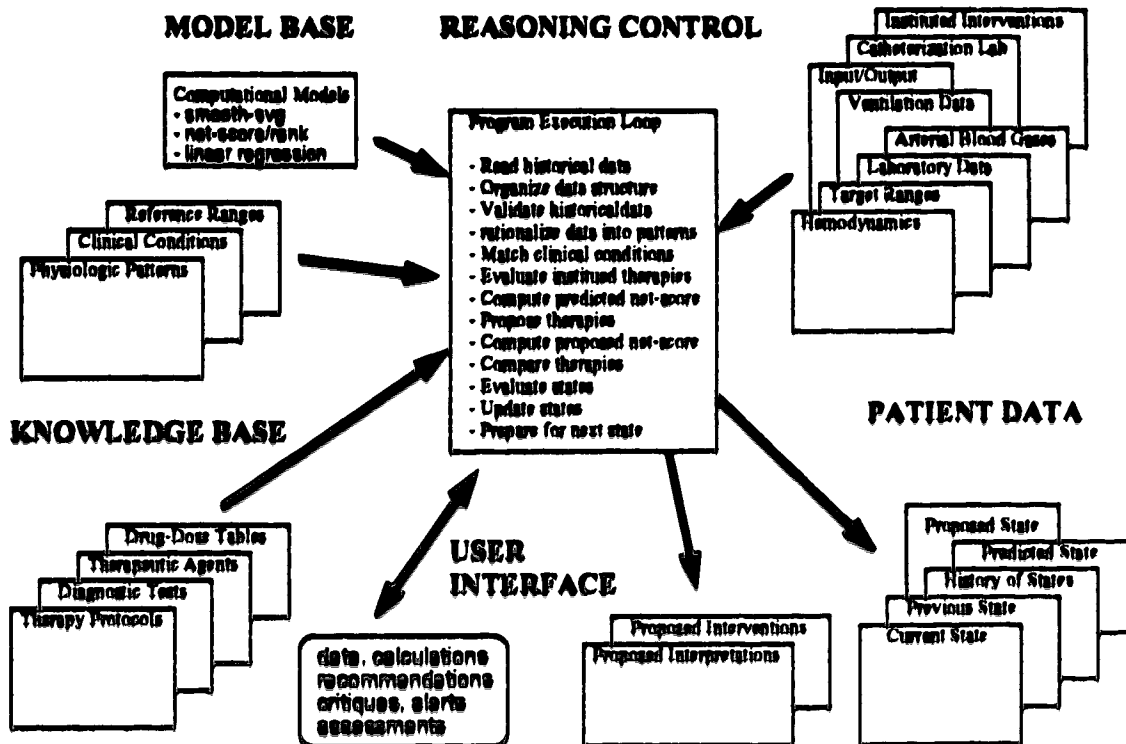 MODEL BASE
REASONING CONTROL
Computational Models
- smooth-avg
- net-score/rank
- linear regression
Reference Ranges
Clinical Conditions
Physiologic Patterns
KNOWLEDGE BASE
Drug-Dose Tables
Therapeutic Agents
Diagnostic Tests
Therapy Protocols
Program Execution Loop
- Read historical data
- Organize data structure
- Validate historicaldata
- rationalize data into patterns
- Match clinical conditions
- Evaluate institued therapies
- Compute predicted net-score
- Propose therapies
- Compute proposed net-score
- Compare therapies
- Evaluate states
- Update states
- Prepare for next state
USER
INTERFACE
data, calculations
recommendations
critiques, alerts
assessments
Proposed Interventions
Proposed Interpretations
Instituted Interventions
Catheterization Lab
Input/Output
Ventilation Data
Arterial Blood Gases
Laboratory Data
Target Ranges
Hemodynamics
PATIENT DATA
Proposed State
Predicted State
History of States
Previous State
Current State